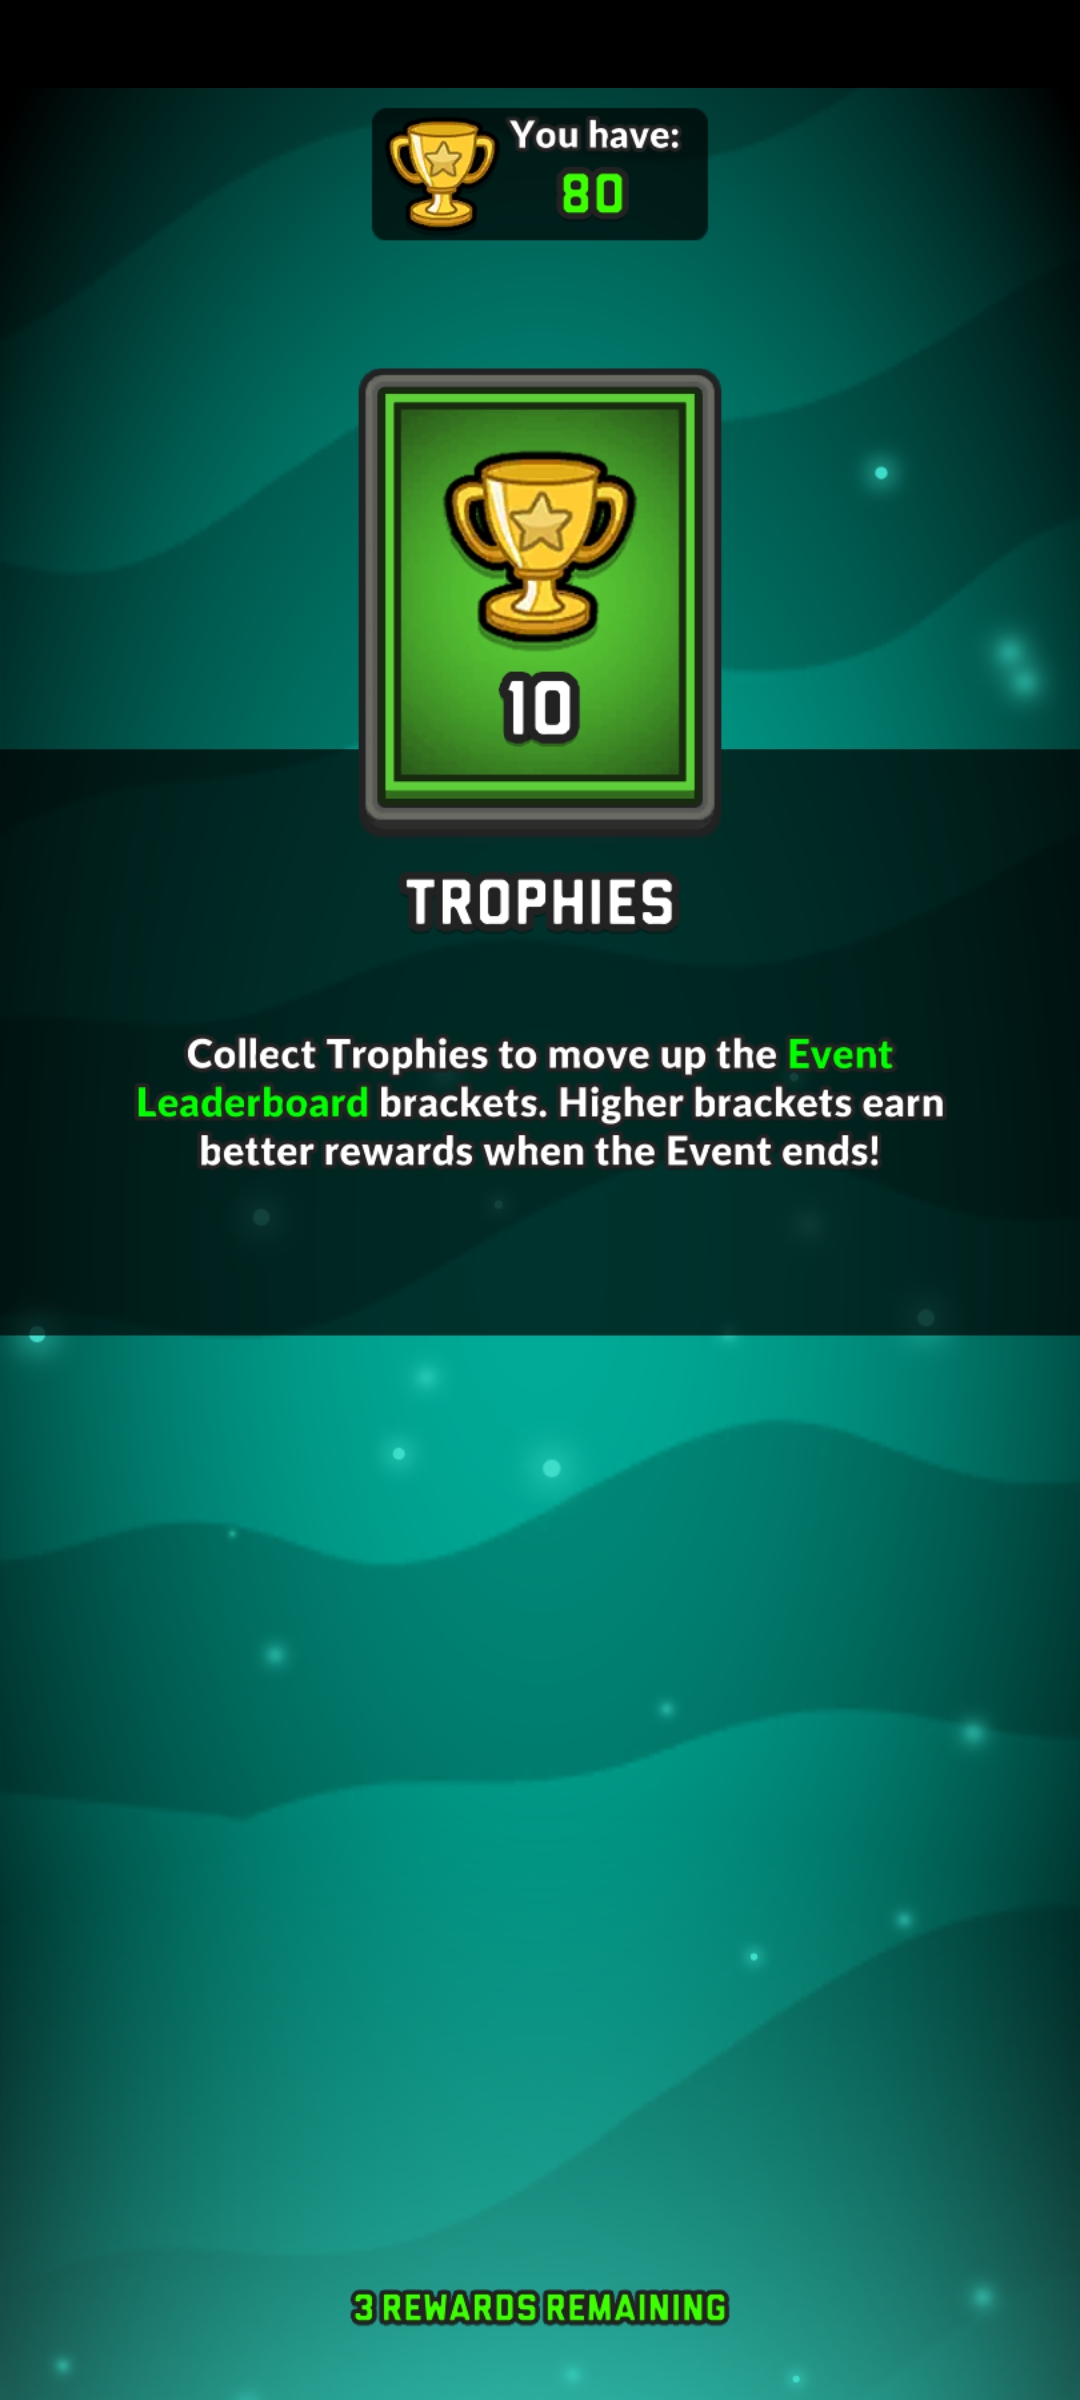 You have:
80
10
TROPHIES
Collect Trophies to move up the Event
Leaderboard brackets. Higher brackets earn
better rewards when the Event ends!
3 REWARDS REMAINING